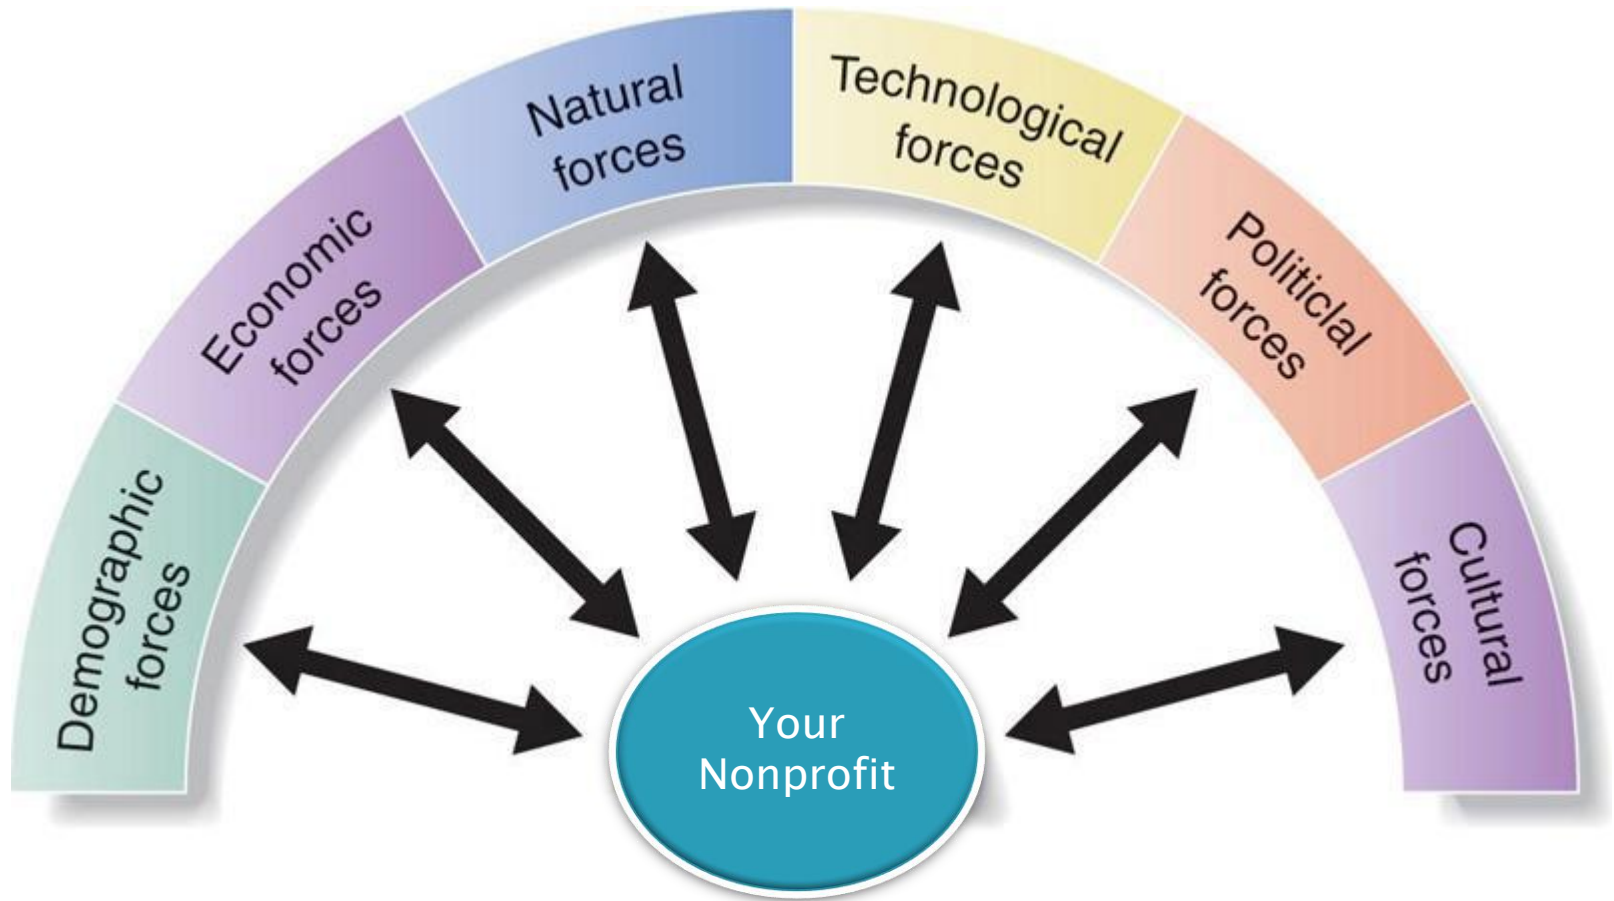 Demographic
forces
Economic
forces
Natural
forces
Technological
forces
Politiclal
forces
Cultural
forces
Your
Nonprofit